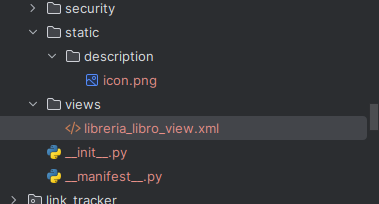 security
static
description
icon.png
views
libreria_libro_view.xml
__init__.py
__manifest__.py
link_tracker